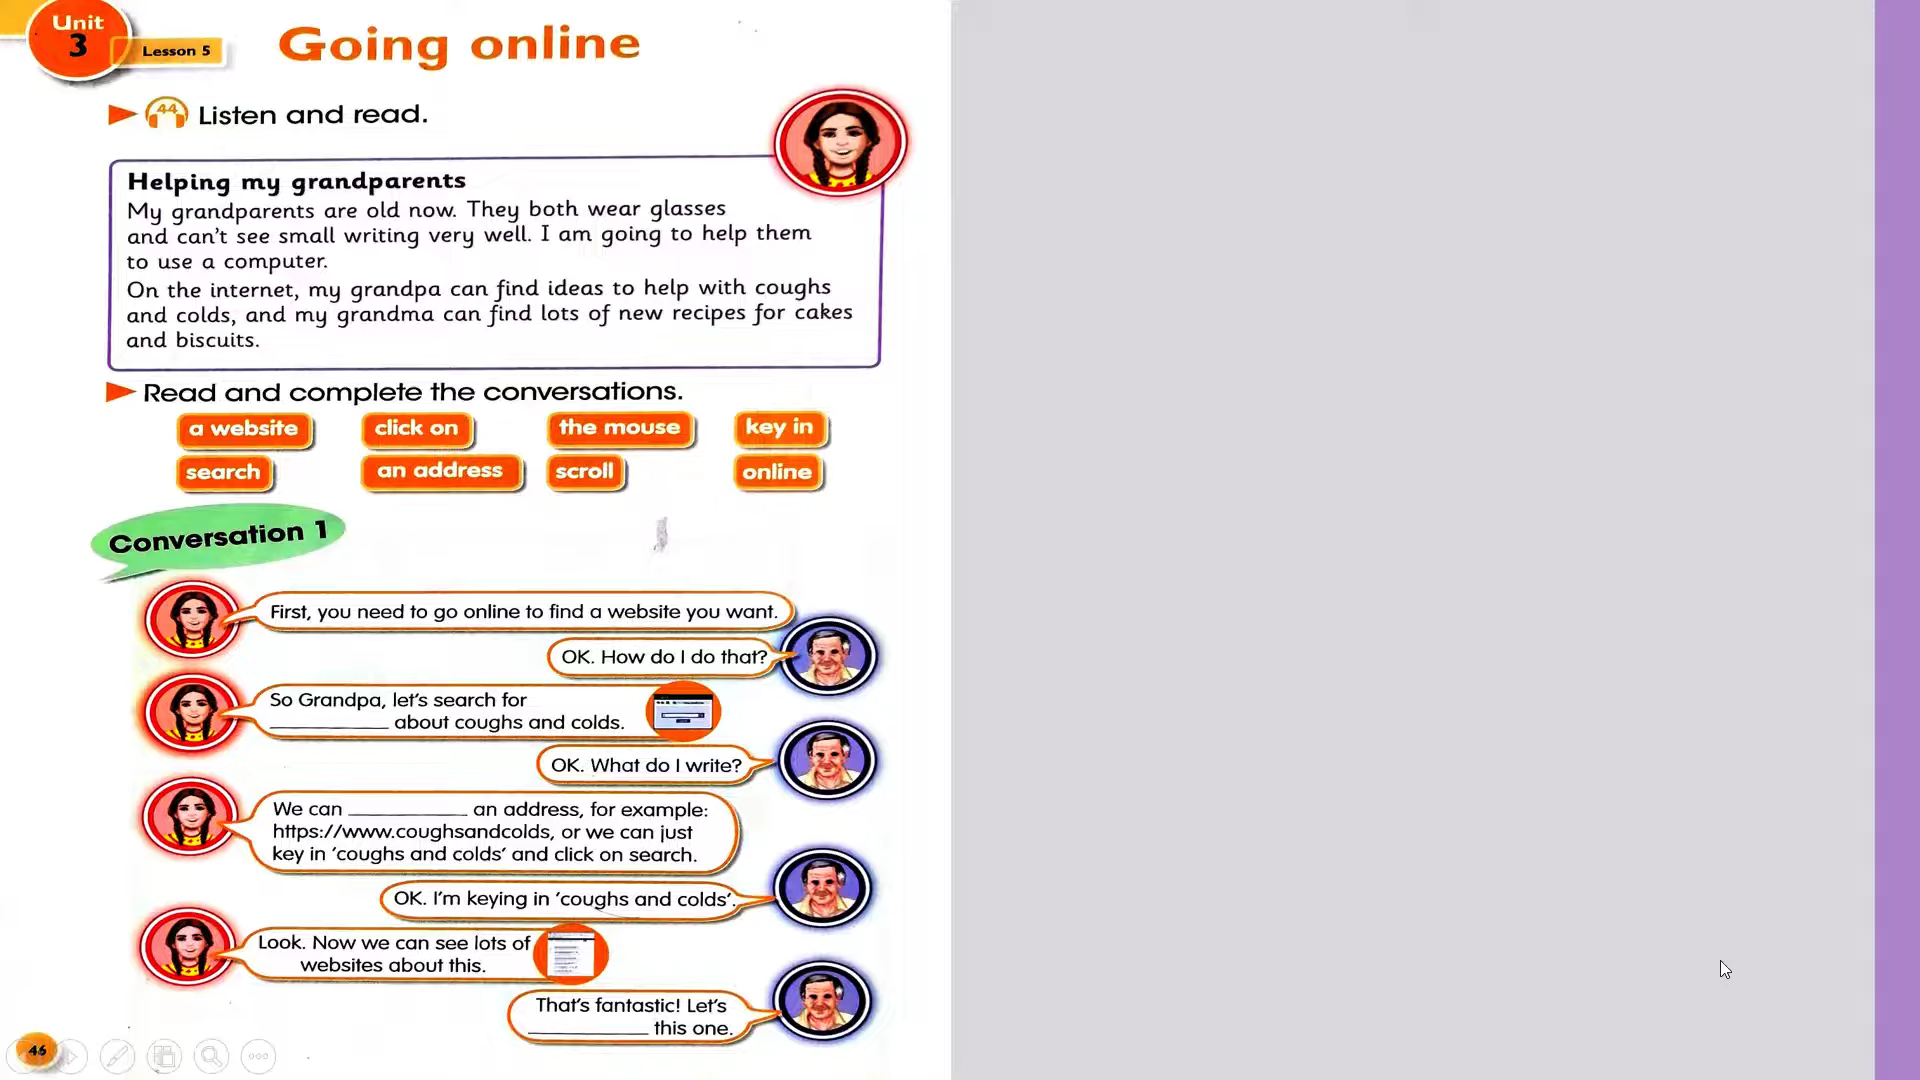 Unit
3
Lesson 5
Going online
44
Listen and read.
Helping my grandparents
My grandparents are old now. They both wear glasses
and can't see small writing very well. I am going to help them
to use a computer.
On the internet, my grandpa can find ideas to help with coughs
and colds, and my grandma can find lots of new recipes for cakes
and biscuits.
Read and complete the conversations.
a website click on the mouse key in
search an address scroll online
Conversation 1
First, you need to go online to find a website you want.
OK. How do I do that?
So Grandpa, let's search for
____________ about coughs and colds.
OK. What do I write?
We can ____________ an address, for example:
https://www.coughsandcolds, or we can just
key in 'coughs and colds' and click on search.
OK. I'm keying in 'coughs and colds'.
Look. Now we can see lots of
websites about this.
That's fantastic! Let's
____________ this one.
46